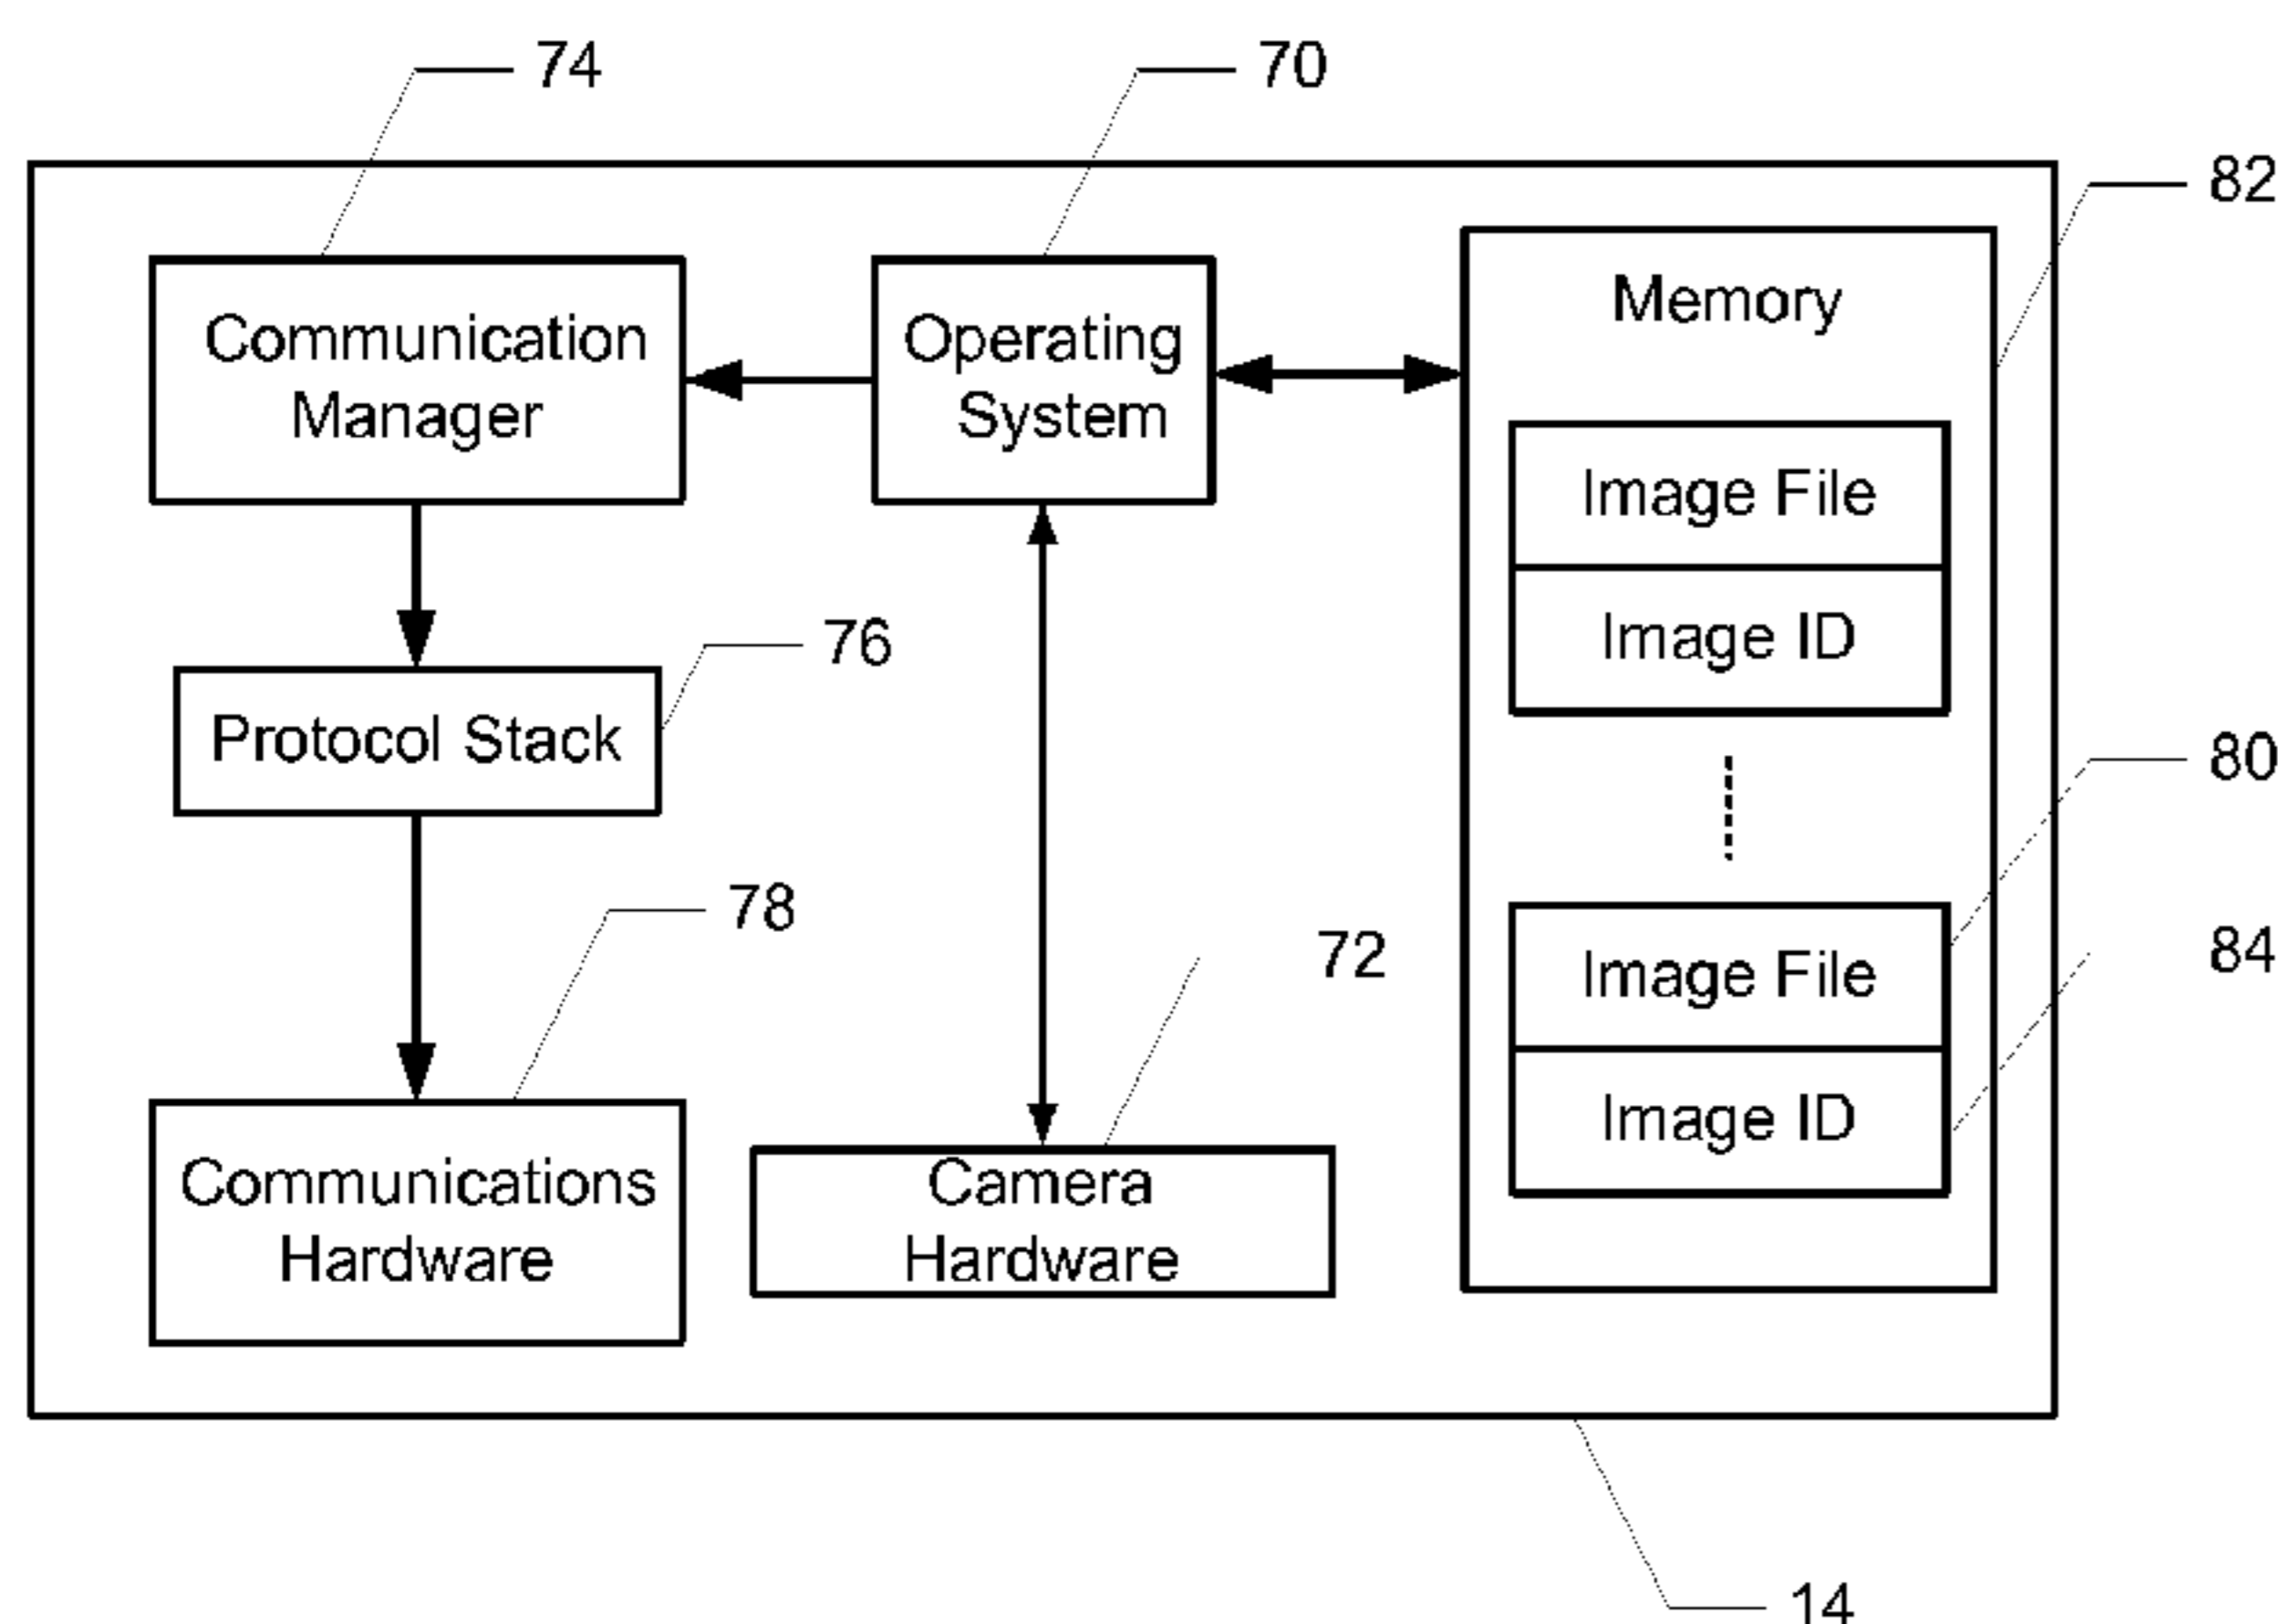 74
70
82
Communication
Manager
Operating
System
Memory
Image File
Image ID
76
Protocol Stack
80
78
72
84
Image File
Image ID
Communications
Hardware
Camera
Hardware
14